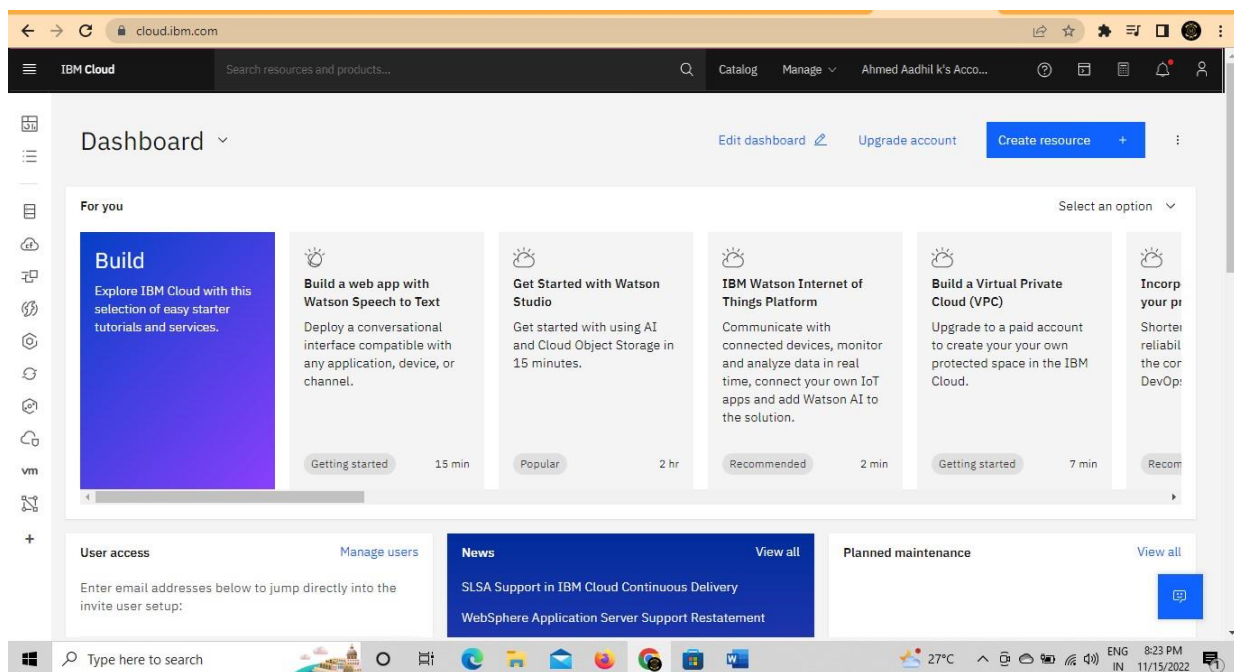 cloud.ibm.com
IBM Cloud
Search resources and products...
Catalog
Manage
Ahmed Aadhil k's Acco...
Dashboard
Edit dashboard
Upgrade account
Create resource +
For you
Select an option
Build
Explore IBM Cloud with this
selection of easy starter
tutorials and services.
Build a web app with
Watson Speech to Text
Deploy a conversational
interface compatible with
any application, device, or
channel.
Getting started
15 min
Get Started with Watson
Studio
Get started with using AI
and Cloud Object Storage in
15 minutes.
Popular
2 hr
IBM Watson Internet of
Things Platform
Communicate with
connected devices, monitor
and analyze data in real
time, connect your own IoT
apps and add Watson AI to
the solution.
Recommended
2 min
Build a Virtual Private
Cloud (VPC)
Upgrade to a paid account
to create your your own
protected space in the IBM
Cloud.
Getting started
7 min
Incorp
your pr
Shorter
reliabil
the cor
DevOp
Recom
vm
User access
Manage users
Enter email addresses below to jump directly into the
invite user setup:
News
View all
SLSA Support in IBM Cloud Continuous Delivery
WebSphere Application Server Support Restatement
Planned maintenance
View all
Type here to search
27°C
ENG
IN
8:23 PM
11/15/2022